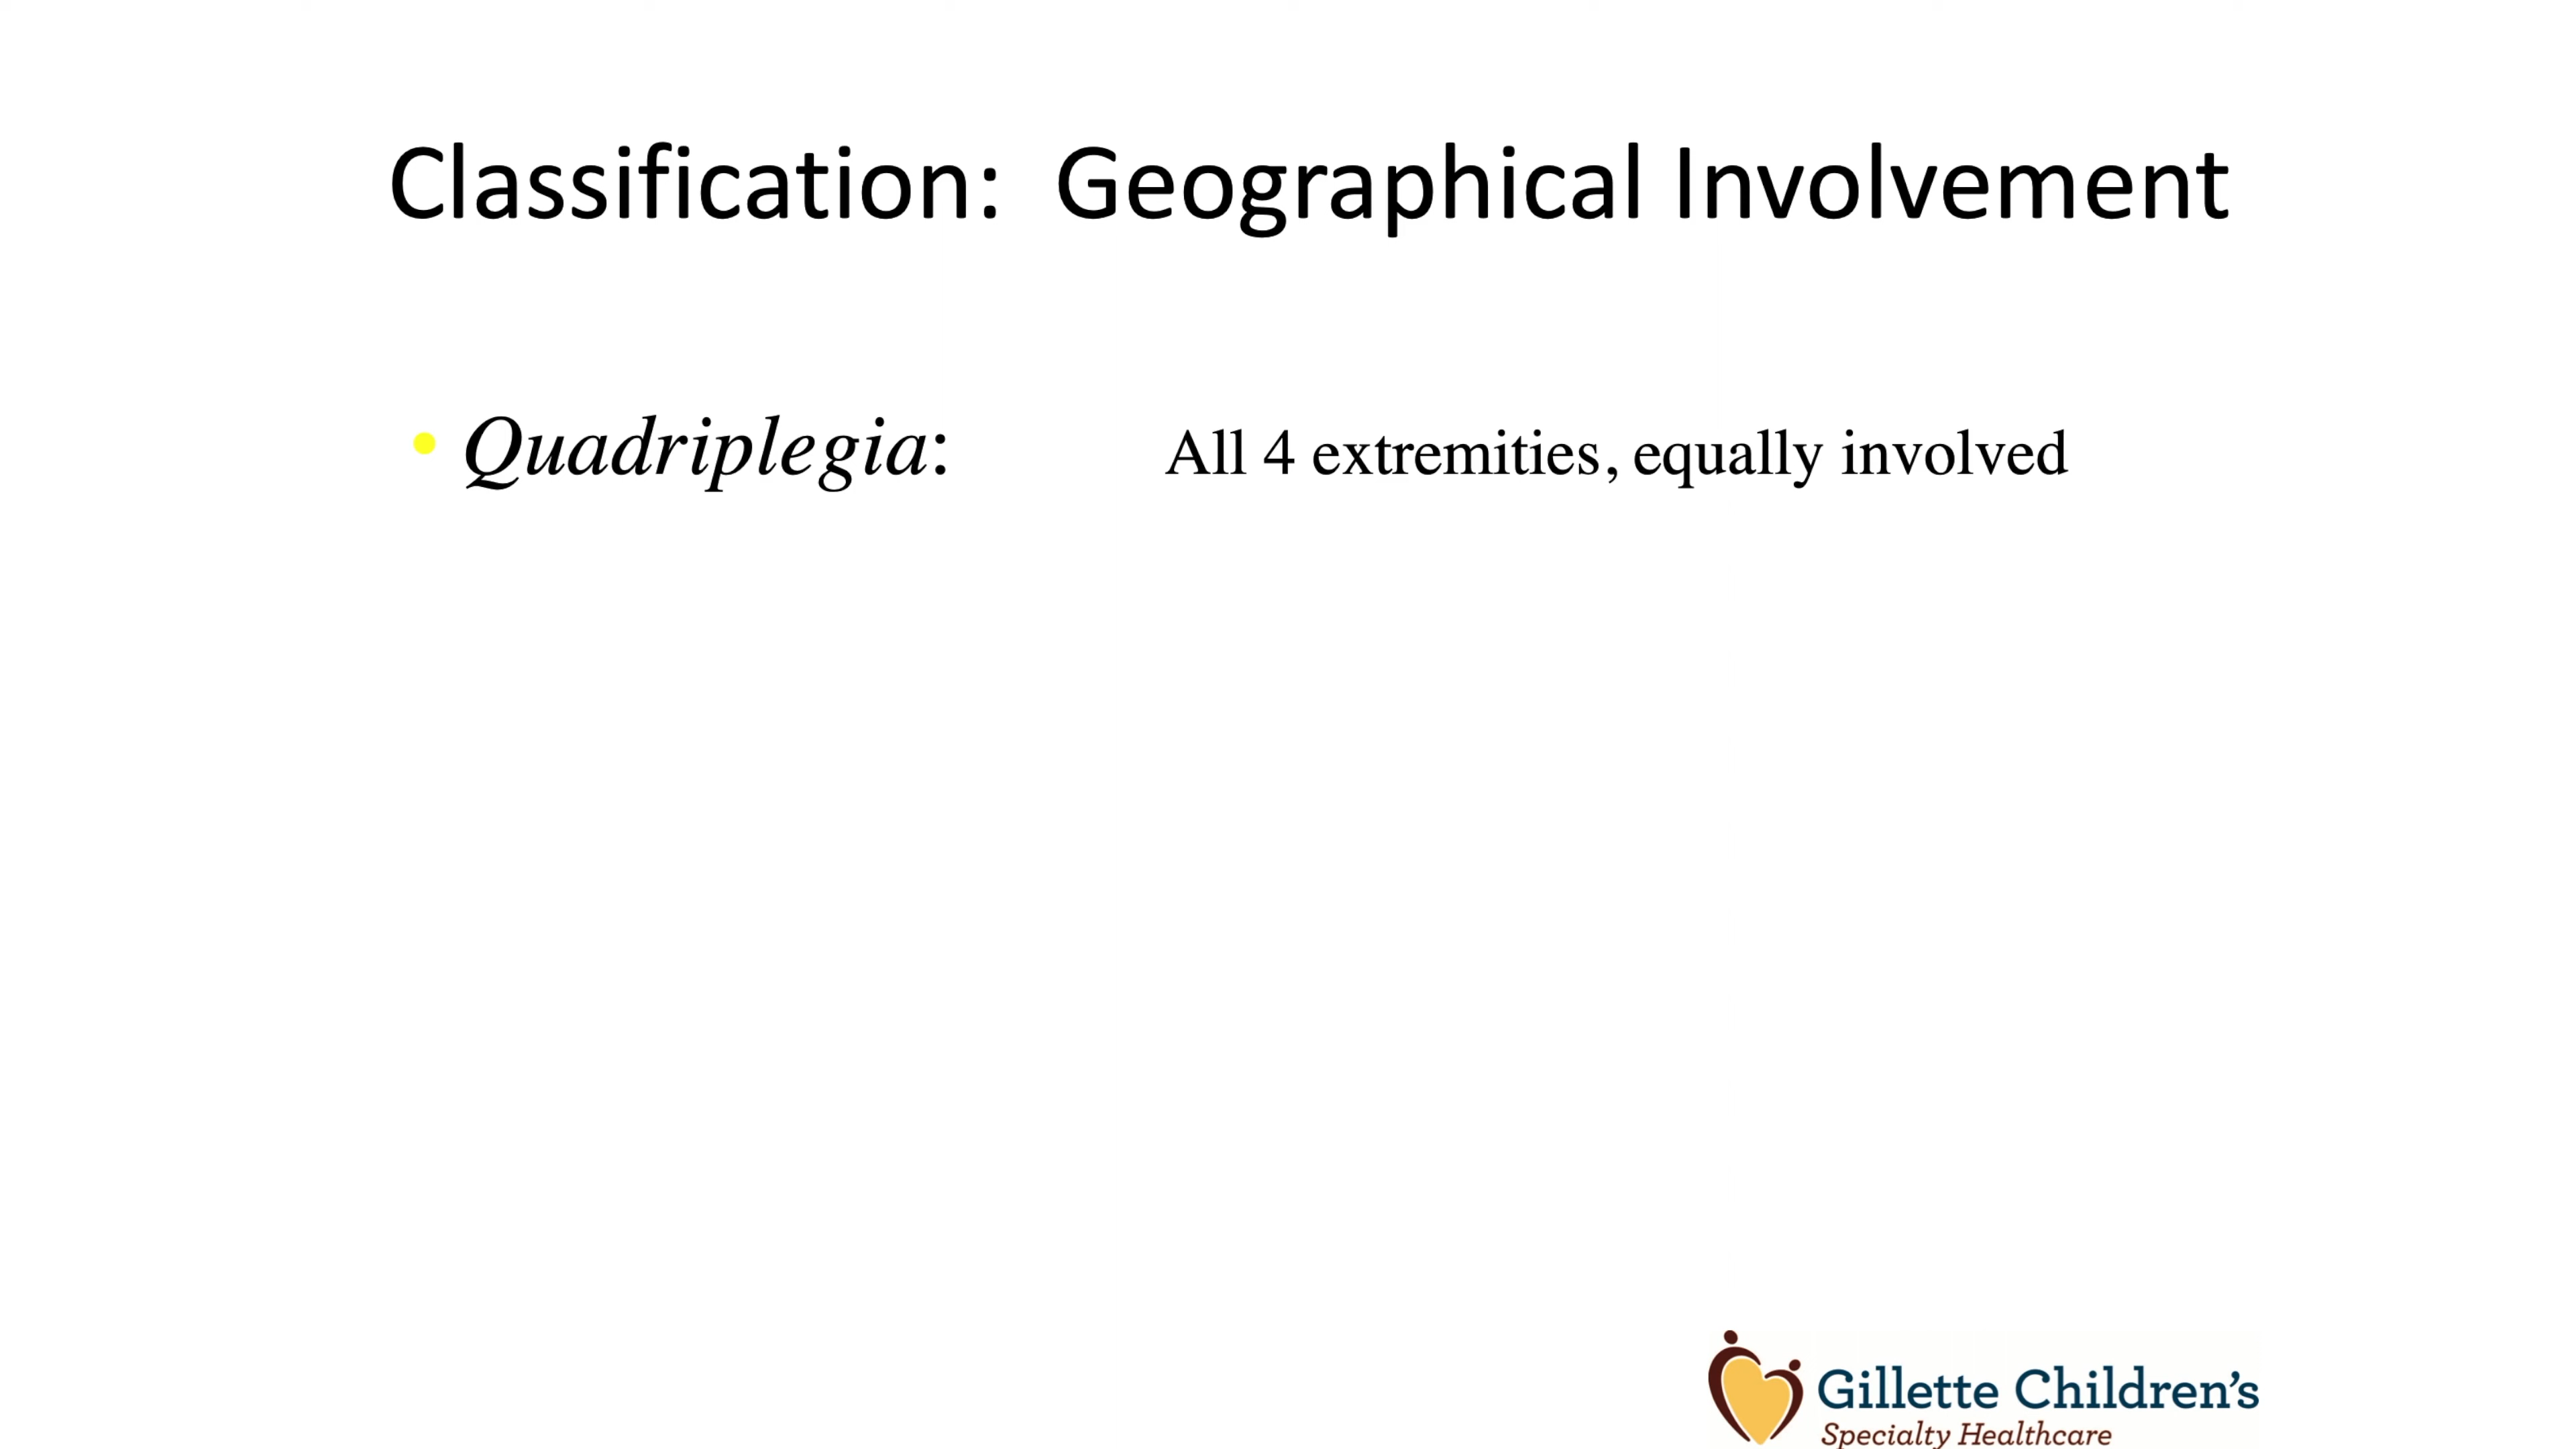 Classification: Geographical Involvement
• Quadriplegia: All 4 extremities, equally involved
Gillette Children's
Specialty Healthcare